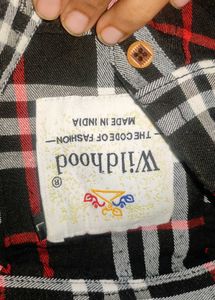 Wildhood®
— THE CODE OF FASHION —
MADE IN INDIA